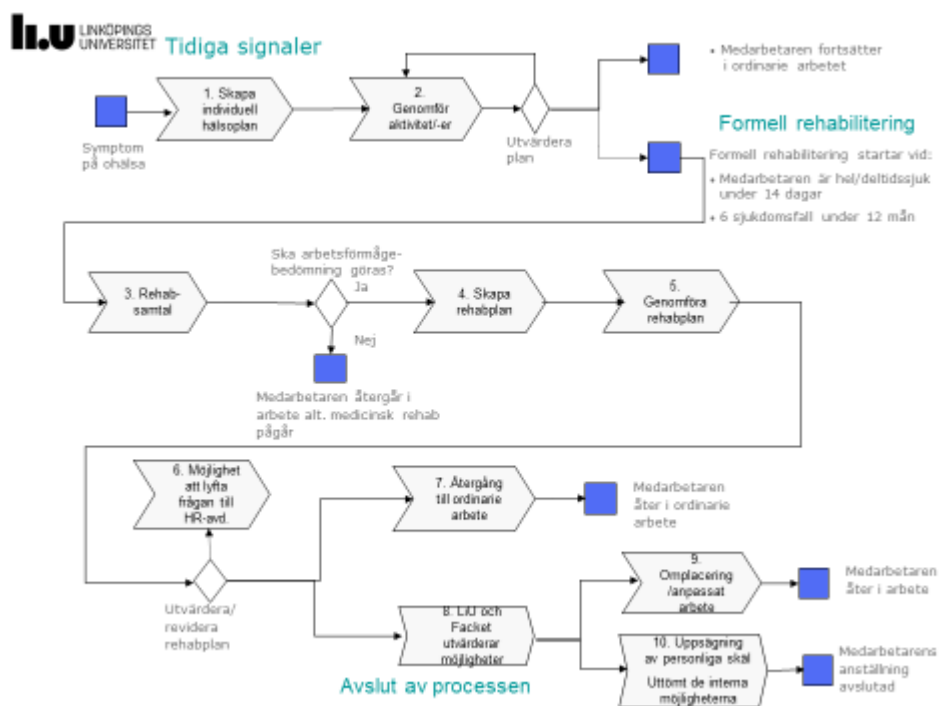 li.u LINKÖPINGS
UNIVERSITET
Tidiga signaler
Symptom
på ohälsa
1. Skapa
individuell
hälsoplan
2.
Genomför
aktivitet/-er
Utvärdera
plan
• Medarbetaren fortsätter
i ordinarie arbetet
Formell rehabilitering
Formell rehabilitering startar vid:
• Medarbetaren är hel/deltidssjuk
under 14 dagar
• 6 sjukdomsfall under 12 mån
3. Rehab-
samtal
Ska arbetsförmåge-
bedömning göras?
Ja
Nej
Medarbetaren återgår i
arbete alt. medicinsk rehab
pågår
4. Skapa
rehabplan
5.
Genomföra
rehabplan
6. Möjlighet
att lyfta
frågan till
HR-avd.
Utvärdera/
revidera
rehabplan
7. Återgång
till ordinarie
arbete
Medarbetaren
åter i ordinarie
arbete
8. LiU och
Facket
utvärderar
möjligheter
9.
Omplacering
/anpassat
arbete
Medarbetaren
åter i arbete
10. Uppsägning
av personliga skäl
Uttömt de interna
möjligheterna
Medarbetarens
anställning
avslutad
Avslut av processen